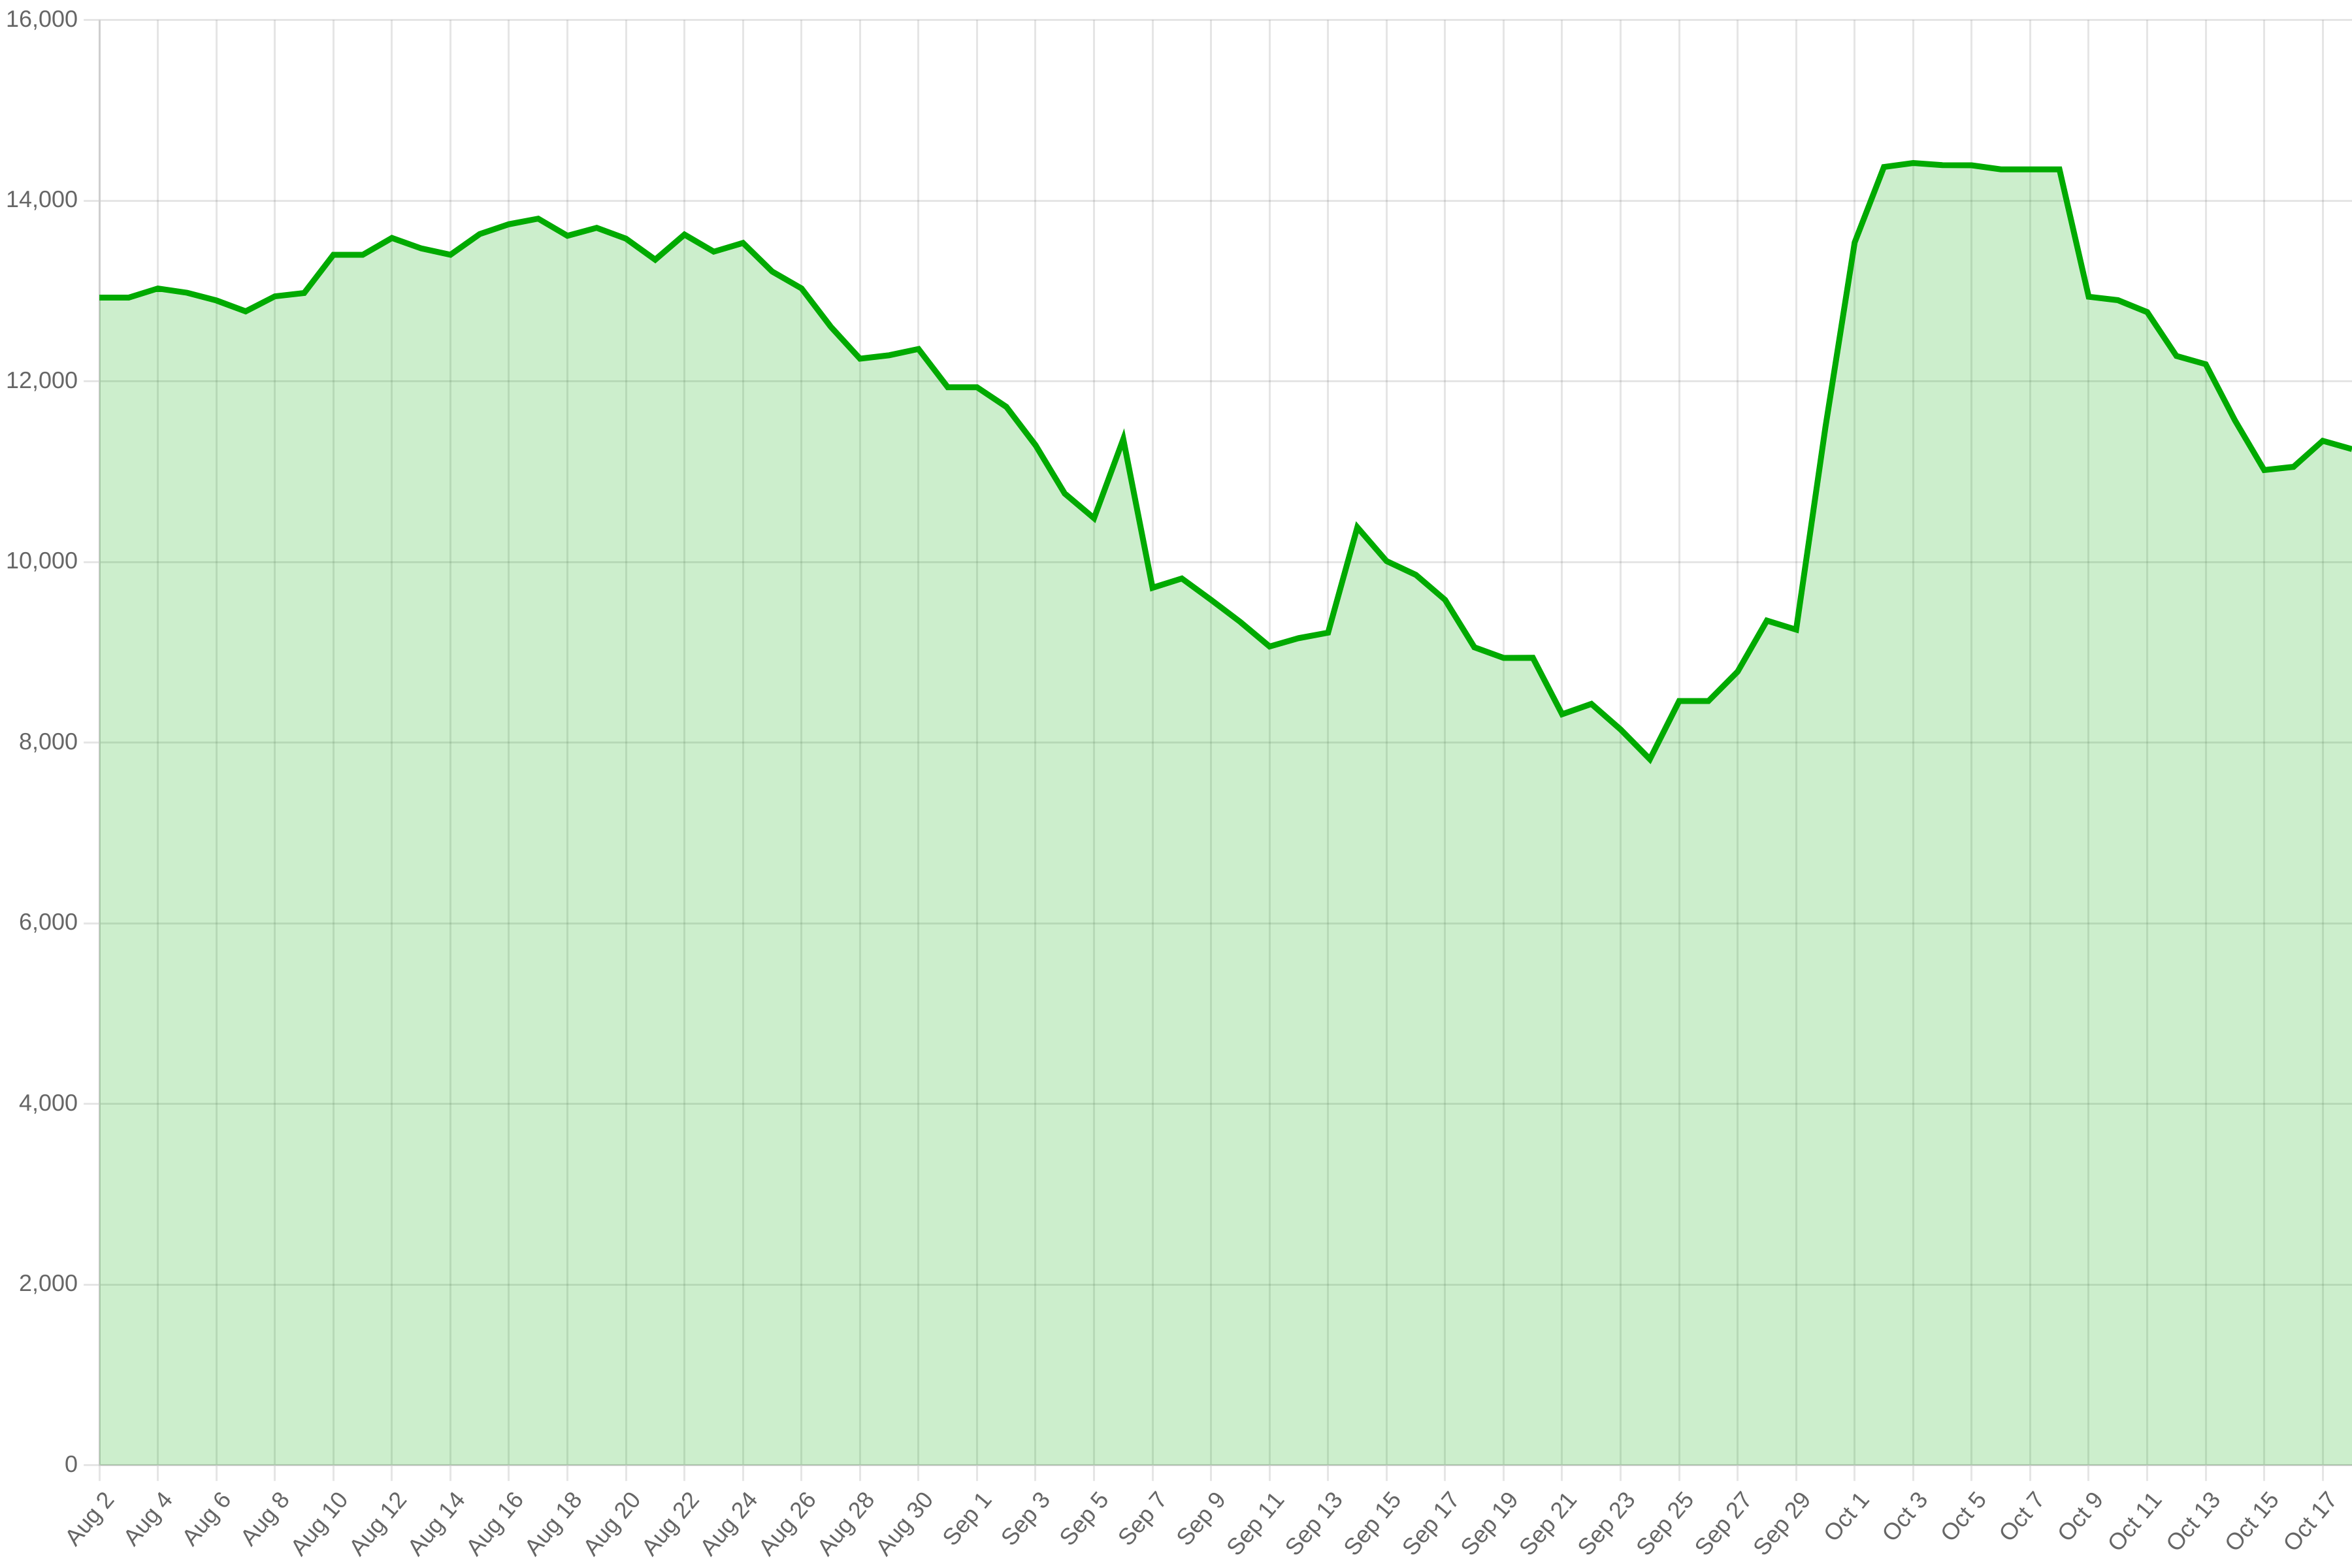 16,000
14,000
12,000
10,000
8,000
6,000
4,000
2,000
0
Aug 2
Aug 4
Aug 6
Aug 8
Aug 10
Aug 12
Aug 14
Aug 16
Aug 18
Aug 20
Aug 22
Aug 24
Aug 26
Aug 28
Aug 30
Sep 1
Sep 3
Sep 5
Sep 7
Sep 9
Sep 11
Sep 13
Sep 15
Sep 17
Sep 19
Sep 21
Sep 23
Sep 25
Sep 27
Sep 29
Oct 1
Oct 3
Oct 5
Oct 7
Oct 9
Oct 11
Oct 13
Oct 15
Oct 17